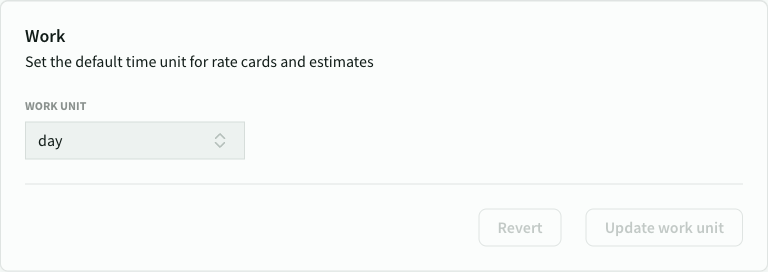 Work
Set the default time unit for rate cards and estimates
WORK UNIT
day
Revert
Update work unit